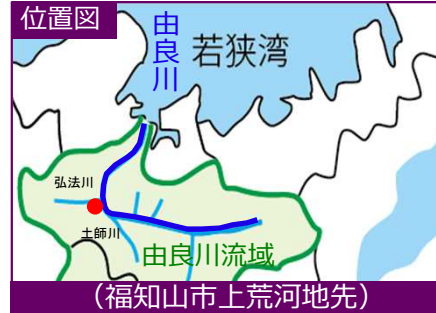 位置図
由良川
若狭湾
弘法川
土師川
由良川流域
（福知山市上荒河地先）